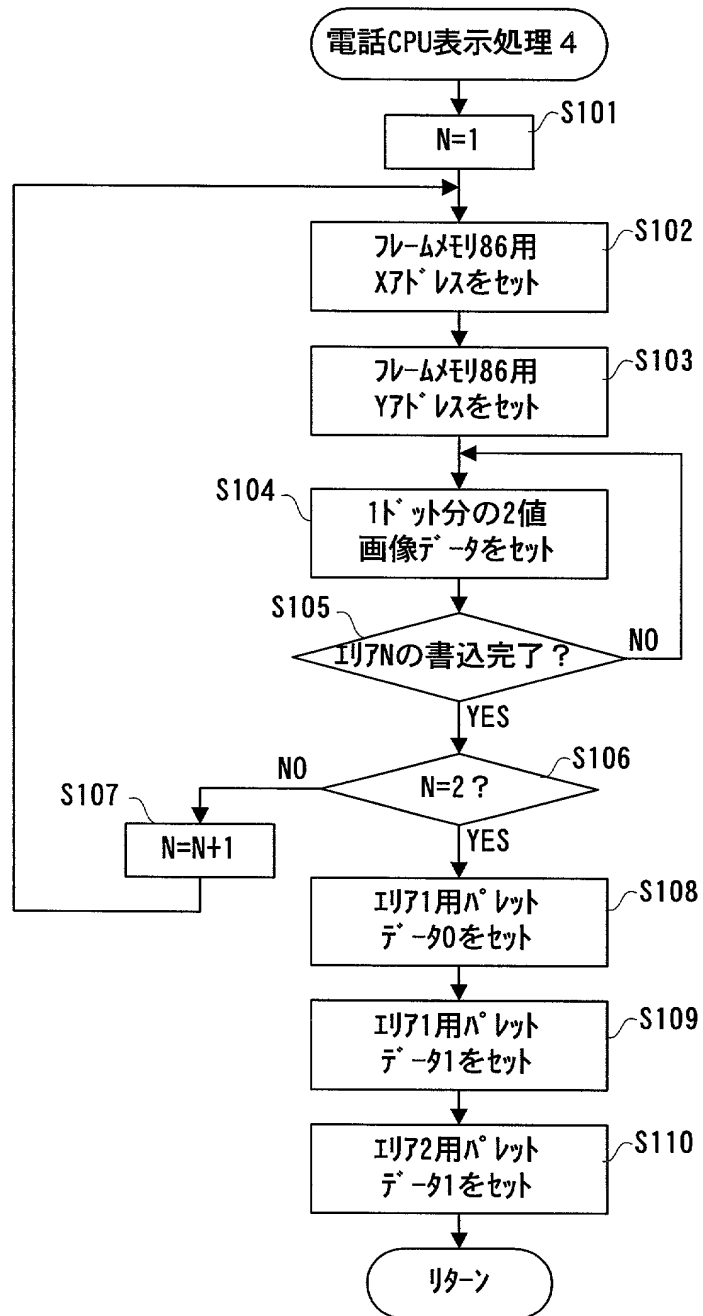 電話CPU表示処理４
S101
N=1
S102
ﾌﾚｰﾑﾒﾓﾘ86用
Xｱﾄﾞﾚｽをｾｯﾄ
S103
ﾌﾚｰﾑﾒﾓﾘ86用
Yｱﾄﾞﾚｽをｾｯﾄ
S104
1ﾄﾞｯﾄ分の2値
画像ﾃﾞｰﾀをｾｯﾄ
S105
ｴﾘｱNの書込完了？
NO
YES
S106
N=2？
NO
YES
S107
N=N+1
S108
ｴﾘｱ1用ﾊﾟﾚｯﾄ
ﾃﾞｰﾀ0をｾｯﾄ
S109
ｴﾘｱ1用ﾊﾟﾚｯﾄ
ﾃﾞｰﾀ1をｾｯﾄ
S110
ｴﾘｱ2用ﾊﾟﾚｯﾄ
ﾃﾞｰﾀ1をｾｯﾄ
ﾘﾀｰﾝ